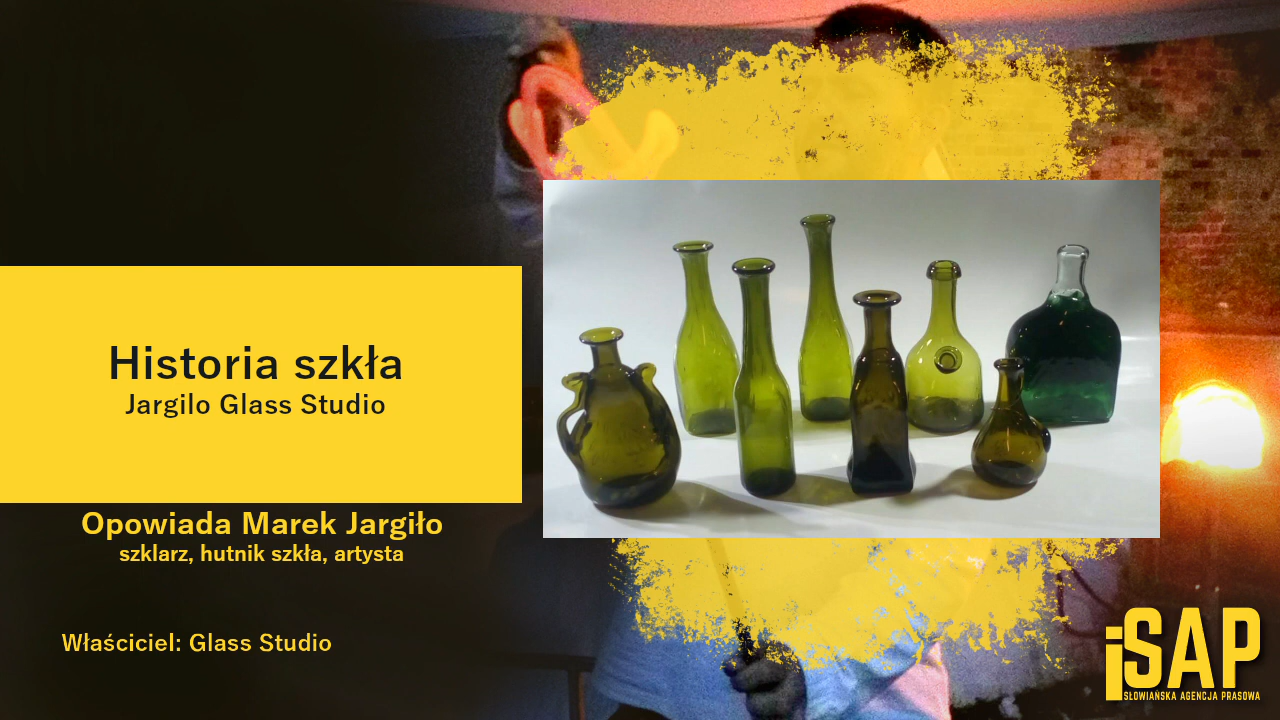 Historia szkła
Jargilo Glass Studio
Opowiada Marek Jargiło
szklarz, hutnik szkła, artysta
Właściciel: Glass Studio
iSAP
SŁOWIAŃSKA AGENCJA PRASOWA